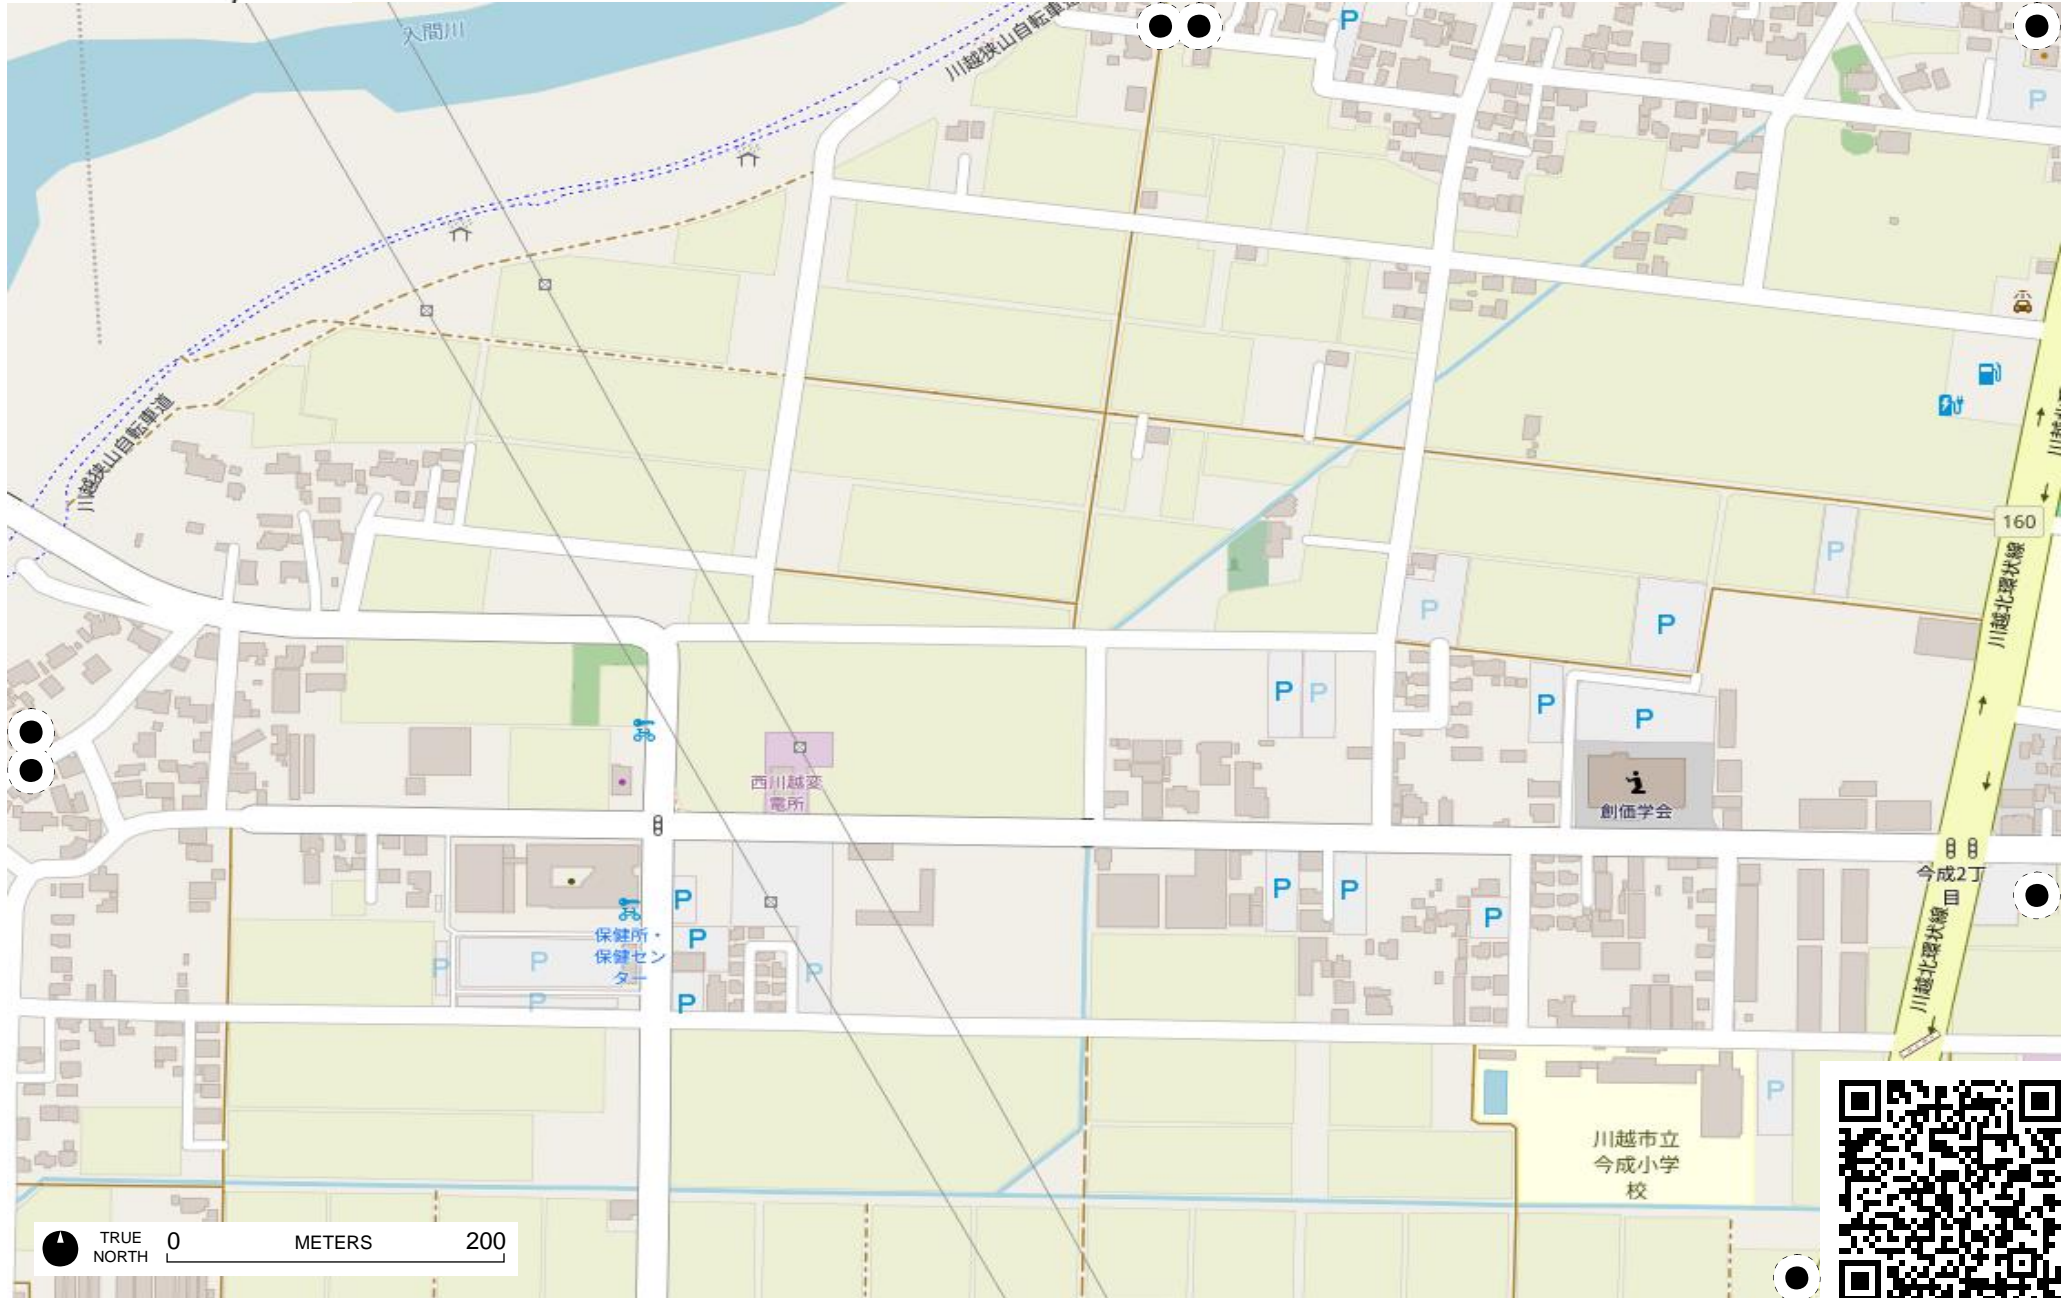 入間川
川越狭山自転車道
P
P
川越狭山自転車道
160
P
P
P
川越北環状線
P
P
P
P
西川越変
電所
創価学会
今成2丁
目
P
P
P
P
保健所・
保健セン
ター
P
P
P
P
P
P
P
川越北環状線
川越市立
今成小学
校
P
TRUE
NORTH
0
METERS
200